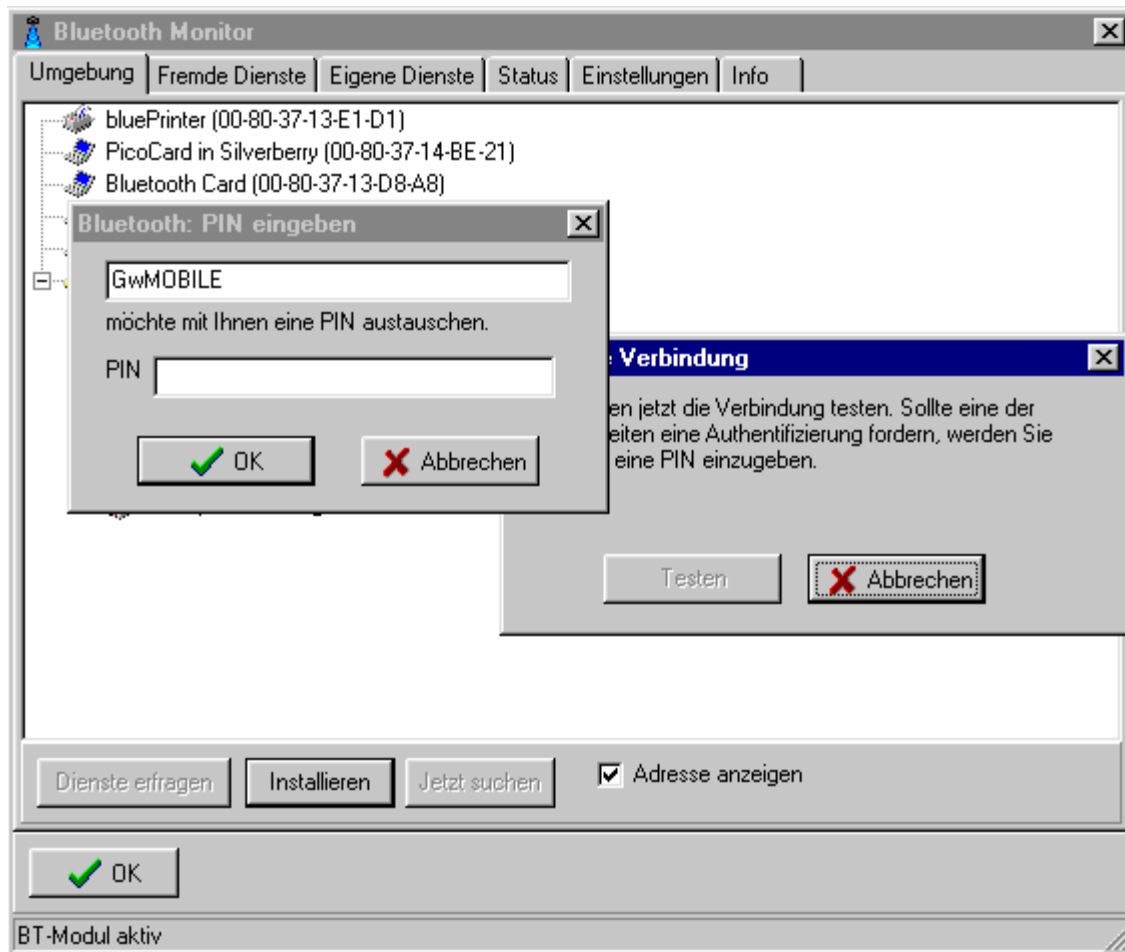 Bluetooth Monitor
Umgebung Fremde Dienste Eigene Dienste Status Einstellungen Info
bluePrinter (00-80-37-13-E1-D1)
PicoCard in Silverberry (00-80-37-14-BE-21)
Bluetooth Card (00-80-37-13-D8-A8)
Bluetooth: PIN eingeben
GwMOBILE
möchte mit Ihnen eine PIN austauschen.
PIN
OK Abbrechen
Verbindung
en jetzt die Verbindung testen. Sollte eine der
eiten eine Authentifizierung fordern, werden Sie
eine PIN einzugeben.
Testen Abbrechen
Dienste erfragen Installieren Jetzt suchen Adresse anzeigen
OK
BT-Modul aktiv